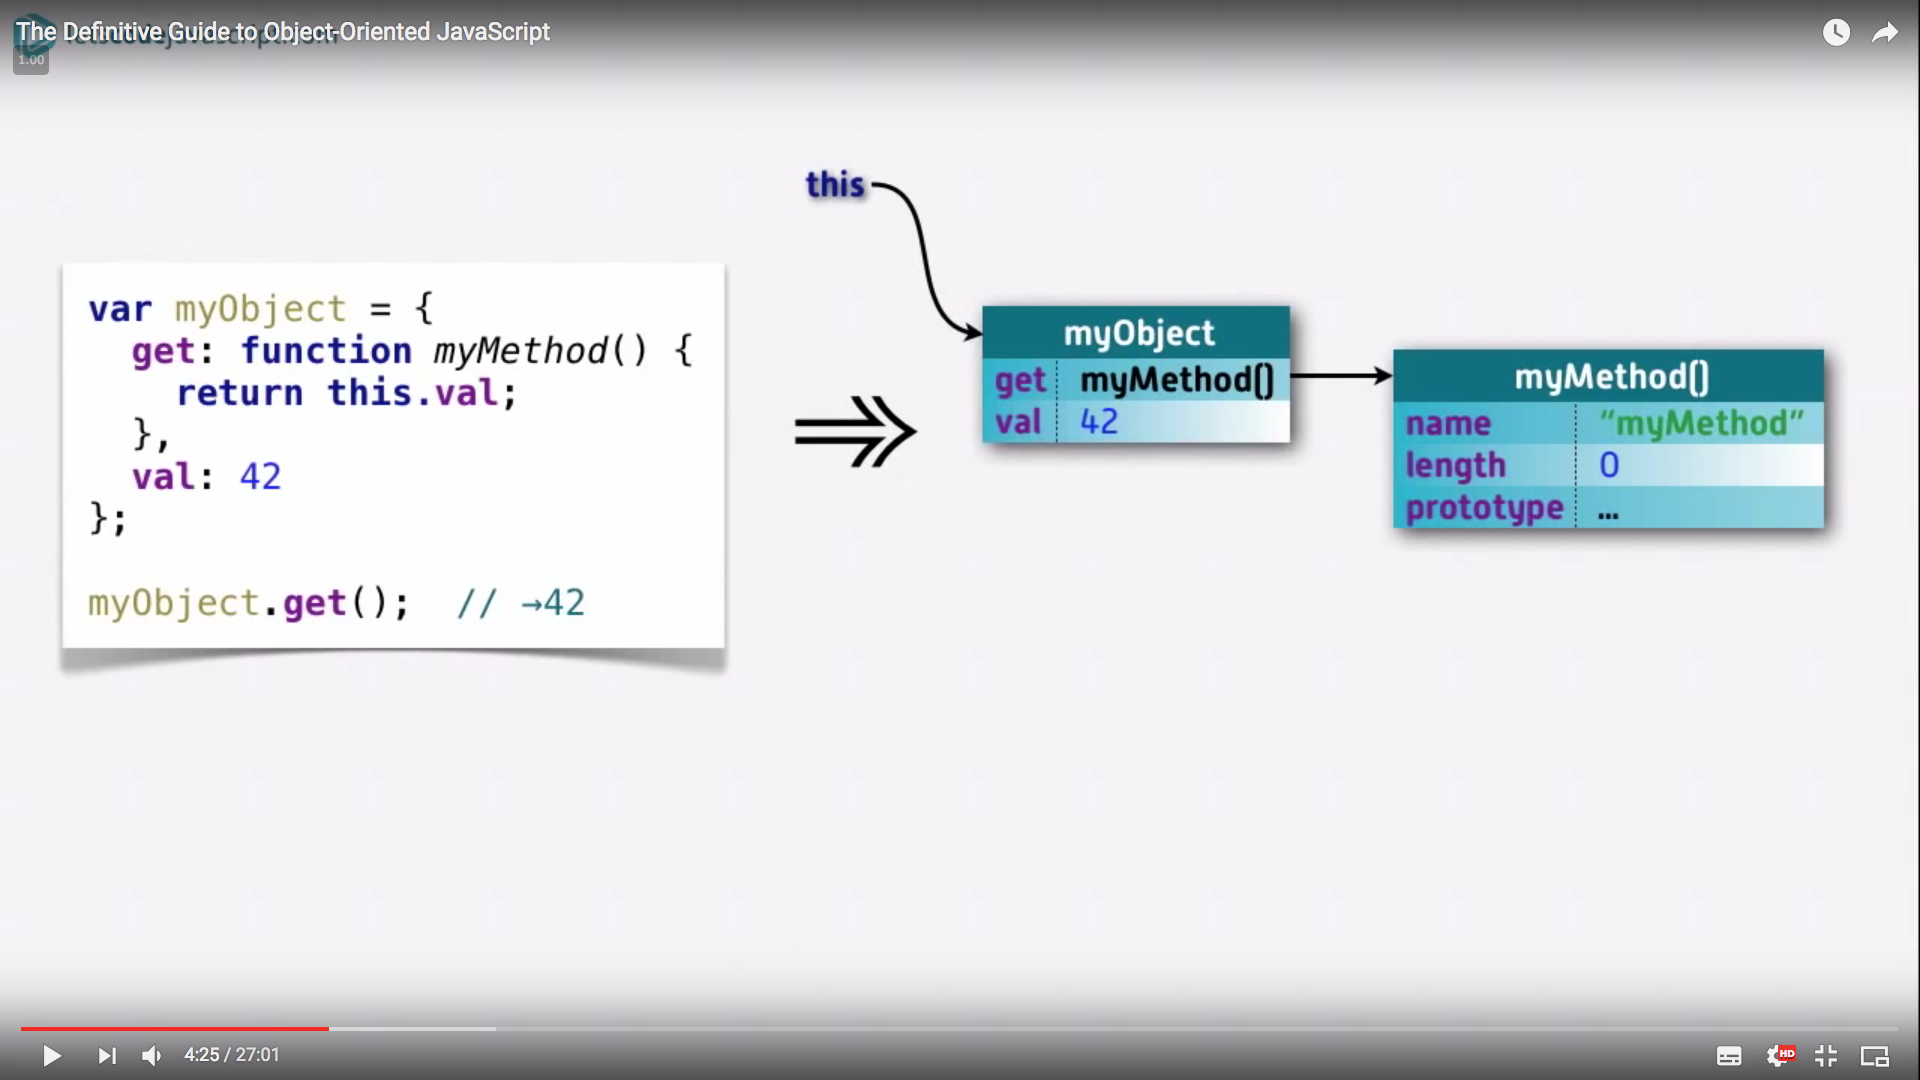 The Definitive Guide to Object-Oriented JavaScript
1.00
this
var myObject = {
get: function myMethod() {
return this.val;
},
val: 42
};
myObject.get(); // →42
myObject
get myMethod()
val 42
myMethod()
name “myMethod”
length 0
prototype ...
4:25 / 27:01
HD